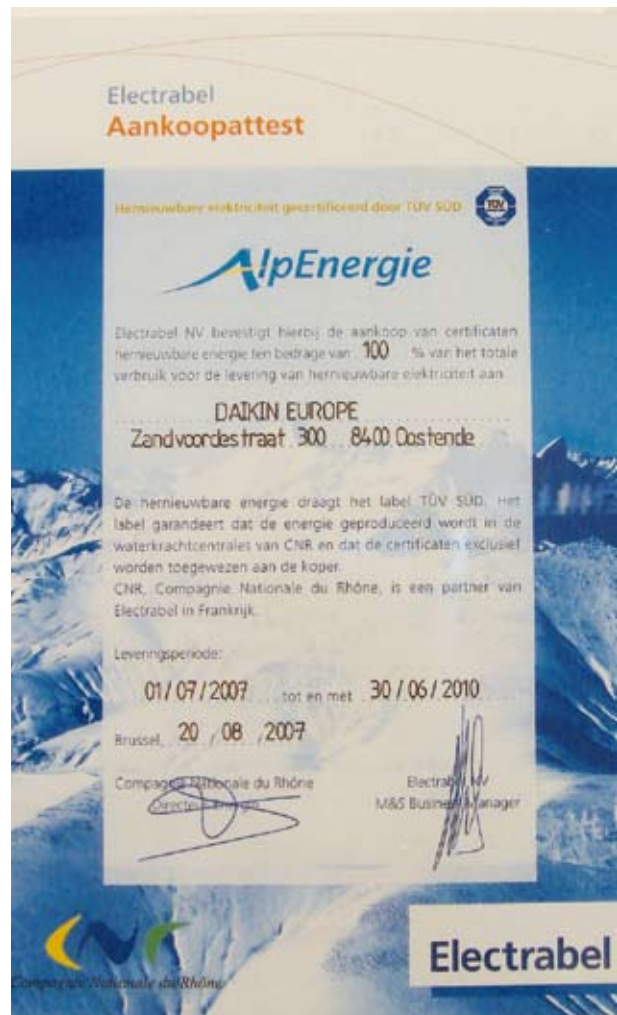 Electrabel
Aankoopattest
Hernieuwbare elektriciteit gecertificeerd door TÜV SÜD
TÜV
AlpEnergie
Electrabel NV bevestigt hierbij de aankoop van certificaten
hernieuwbare energie ten bedrage van 100 % van het totale
verbruik voor de levering van hernieuwbare elektriciteit aan
DAIKIN EUROPE
Zandvoordestraat 300 8400 Oostende
De hernieuwbare energie draagt het label TÜV SÜD. Het
label garandeert dat de energie geproduceerd wordt in de
waterkrachtcentrales van CNR en dat de certificaten exclusief
worden toegewezen aan de koper.
CNR, Compagnie Nationale du Rhône, is een partner van
Electrabel in Frankrijk.
Leveringsperiode:
01/07/2007 tot en met 30/06/2010
Brussel, 20/08/2007
Compagnie Nationale du Rhône
Directeur Energie
Electrabel NV
M&S Business Manager
CNR
Compagnie Nationale du Rhône
Electrabel